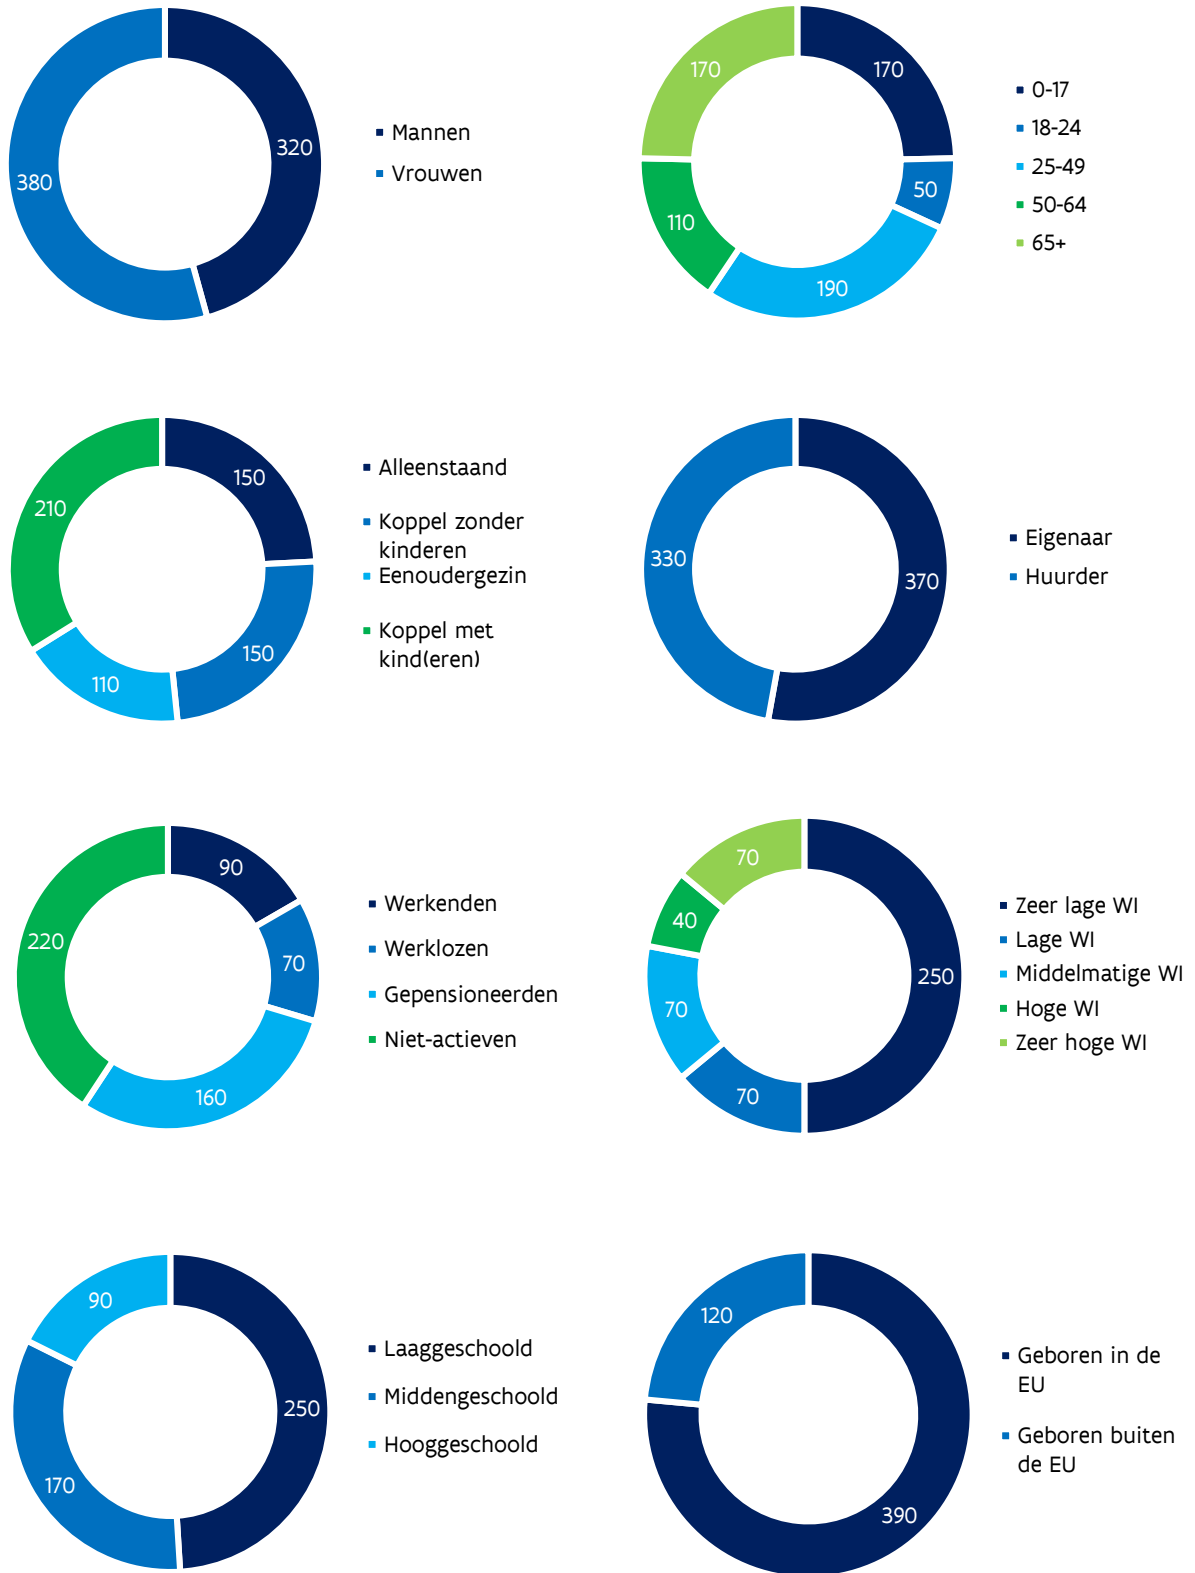 320
380
Mannen
Vrouwen
170
50
190
110
170
0-17
18-24
25-49
50-64
65+
150
150
110
210
Alleenstaand
Koppel zonder
kinderen
Eenoudergezin
Koppel met
kind(eren)
370
330
Eigenaar
Huurder
90
70
160
220
Werkenden
Werklozen
Gepensioneerden
Niet-actieven
250
70
70
40
70
Zeer lage WI
Lage WI
Middelmatige WI
Hoge WI
Zeer hoge WI
250
170
90
Laaggeschoold
Middengeschoold
Hooggeschoold
390
120
Geboren in de
EU
Geboren buiten
de EU